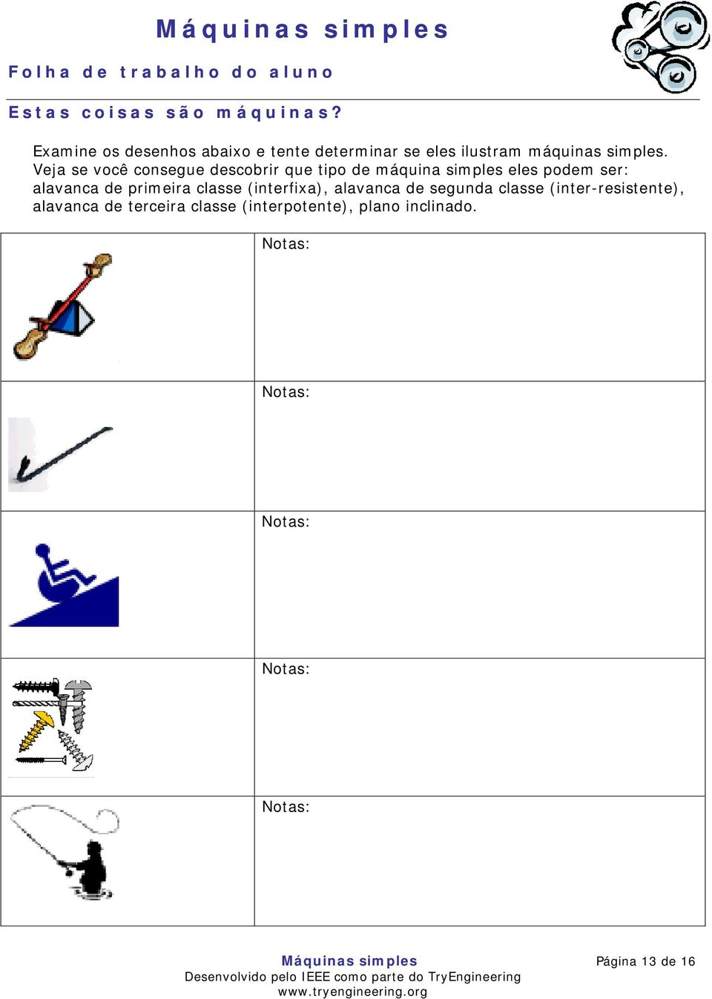 Máquinas simples
Folha de trabalho do aluno
Estas coisas são máquinas?
Examine os desenhos abaixo e tente determinar se eles ilustram máquinas simples.
Veja se você consegue descobrir que tipo de máquina simples eles podem ser:
alavanca de primeira classe (interfixa), alavanca de segunda classe (inter-resistente),
alavanca de terceira classe (interpotente), plano inclinado.
Notas:
Notas:
Notas:
Notas:
Notas:
Máquinas simples Página 13 de 16
Desenvolvido pelo IEEE como parte do TryEngineering
www.tryengineering.org